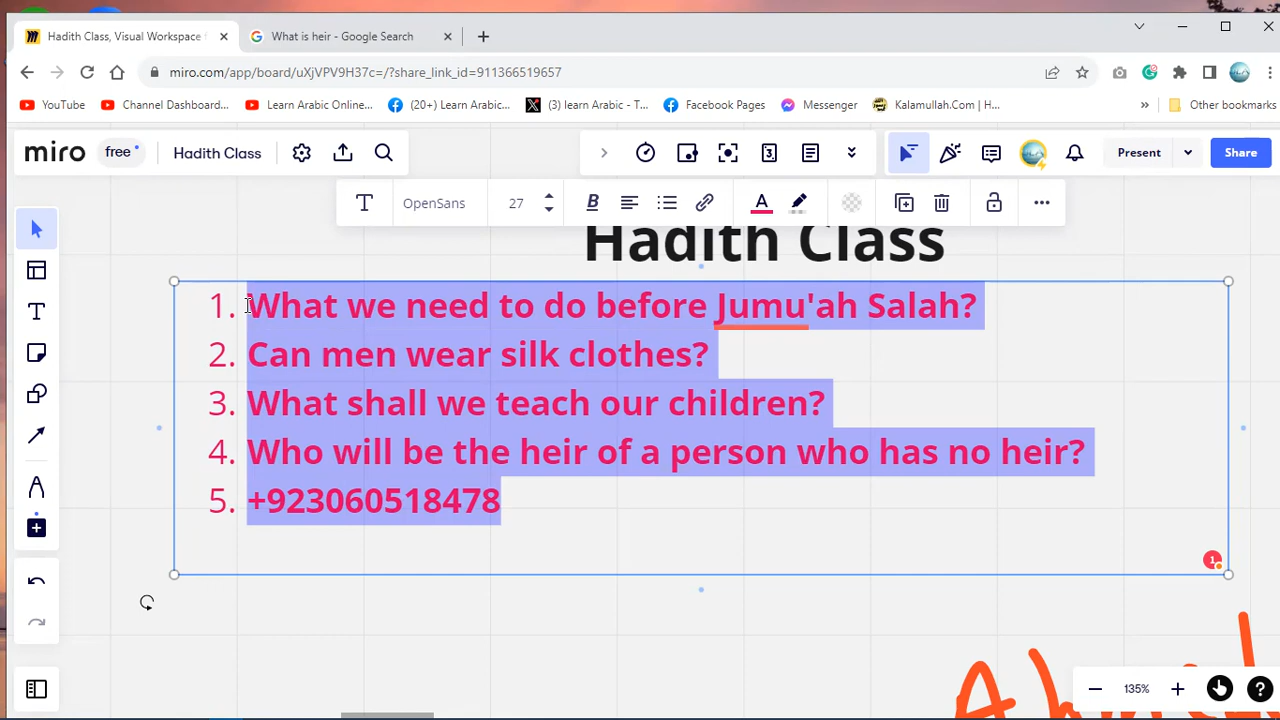 Hadith Class, Visual Workspace
What is heir - Google Search
miro.com/app/board/uXjVPV9H37c=/?share_link_id=911366519657
YouTube
Channel Dashboard...
Learn Arabic Online...
(20+) Learn Arabic...
(3) learn Arabic - T...
Facebook Pages
Messenger
Kalamullah.Com | H...
»
Other bookmarks
miro
free
Hadith Class
3
Present
Share
OpenSans
27
B
A
Hadith Class
1. What we need to do before Jumu'ah Salah?
2. Can men wear silk clothes?
3. What shall we teach our children?
4. Who will be the heir of a person who has no heir?
5. +923060518478
1
135%